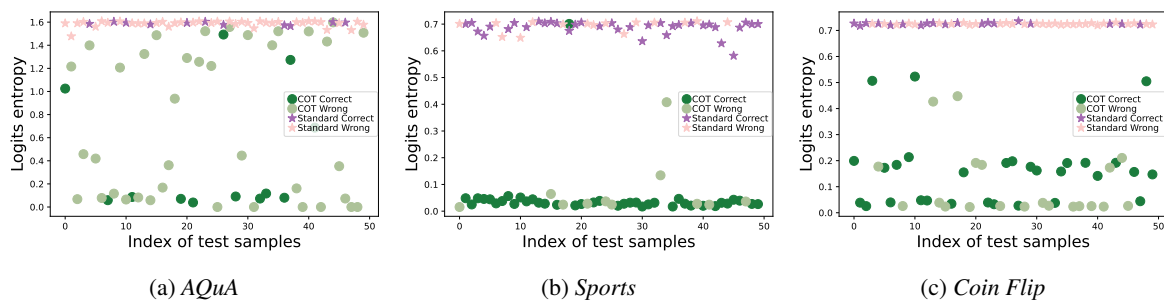 1.6
1.4
1.2
1.0
0.8
0.6
0.4
0.2
0.0
Logits entropy
COT Correct
COT Wrong
Standard Correct
Standard Wrong
0 10 20 30 40 50
Index of test samples
(a) AQuA
0.7
0.6
0.5
0.4
0.3
0.2
0.1
0.0
Logits entropy
COT Correct
COT Wrong
Standard Correct
Standard Wrong
0 10 20 30 40 50
Index of test samples
(b) Sports
0.7
0.6
0.5
0.4
0.3
0.2
0.1
0.0
Logits entropy
COT Correct
COT Wrong
Standard Correct
Standard Wrong
0 10 20 30 40 50
Index of test samples
(c) Coin Flip